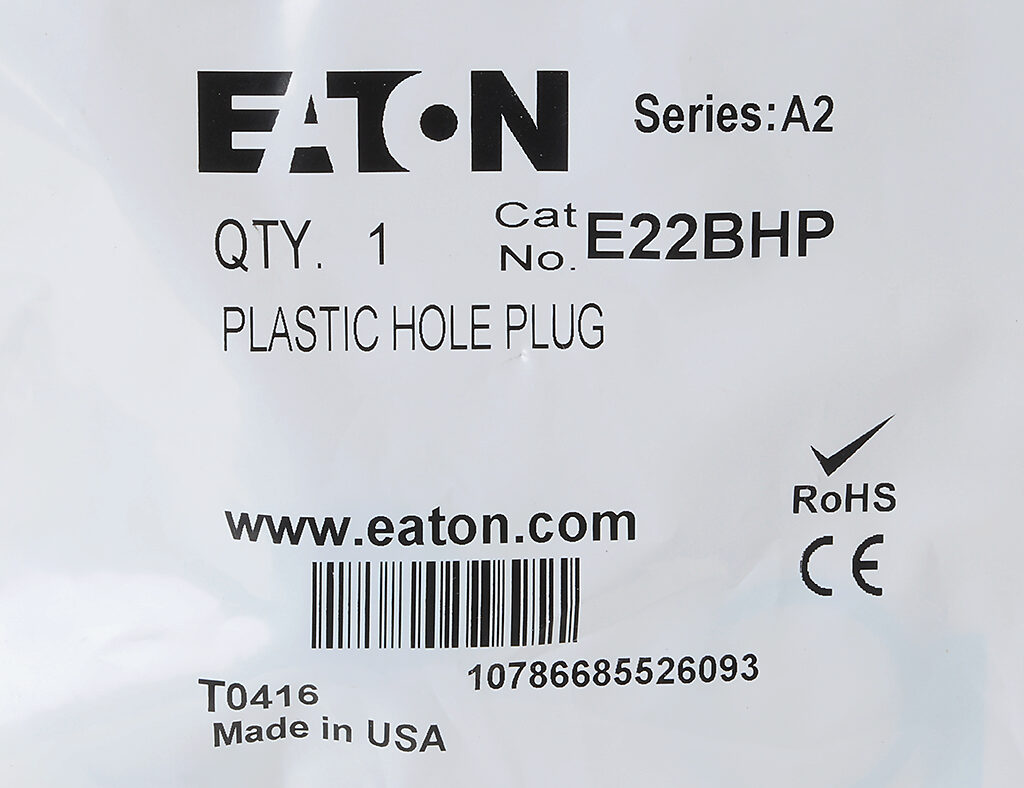 EATON Series:A2
QTY. 1 Cat No. E22BHP
PLASTIC HOLE PLUG
RoHS
CE
www.eaton.com
10786685526093
T0416
Made in USA